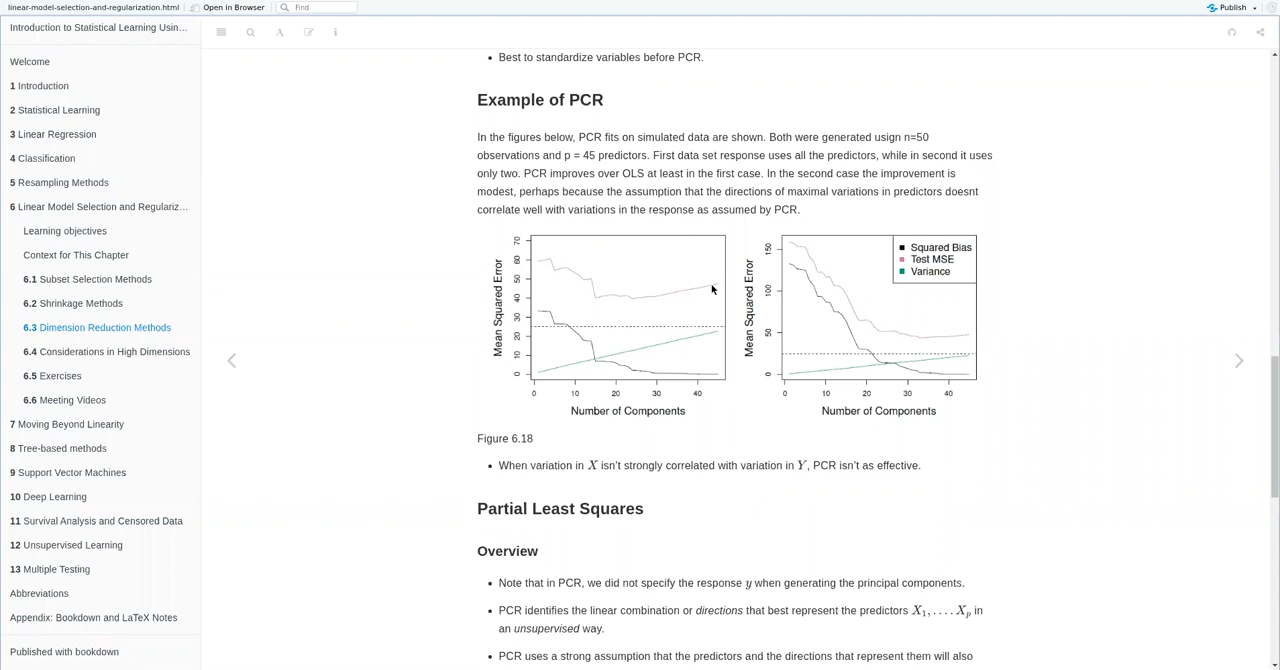 linear-model-selection-and-regularization.html
Open in Browser
Find
Publish
Introduction to Statistical Learning Usin…
Welcome
1 Introduction
2 Statistical Learning
3 Linear Regression
4 Classification
5 Resampling Methods
6 Linear Model Selection and Regulariz…
Learning objectives
Context for This Chapter
6.1 Subset Selection Methods
6.2 Shrinkage Methods
6.3 Dimension Reduction Methods
6.4 Considerations in High Dimensions
6.5 Exercises
6.6 Meeting Videos
7 Moving Beyond Linearity
8 Tree-based methods
9 Support Vector Machines
10 Deep Learning
11 Survival Analysis and Censored Data
12 Unsupervised Learning
13 Multiple Testing
Abbreviations
Appendix: Bookdown and LaTeX Notes
Published with bookdown
• Best to standardize variables before PCR.
Example of PCR
In the figures below, PCR fits on simulated data are shown. Both were generated usign n=50
observations and p = 45 predictors. First data set response uses all the predictors, while in second it uses
only two. PCR improves over OLS at least in the first case. In the second case the improvement is
modest, perhaps because the assumption that the directions of maximal variations in predictors doesnt
correlate well with variations in the response as assumed by PCR.
Mean Squared Error
70
60
50
40
30
20
10
0
0 10 20 30 40
Number of Components
Mean Squared Error
150
100
50
0
Squared Bias
Test MSE
Variance
0 10 20 30 40
Number of Components
Figure 6.18
• When variation in X isn't strongly correlated with variation in Y, PCR isn't as effective.
Partial Least Squares
Overview
• Note that in PCR, we did not specify the response y when generating the principal components.
• PCR identifies the linear combination or directions that best represent the predictors X1, . . . . Xp in
an unsupervised way.
• PCR uses a strong assumption that the predictors and the directions that represent them will also